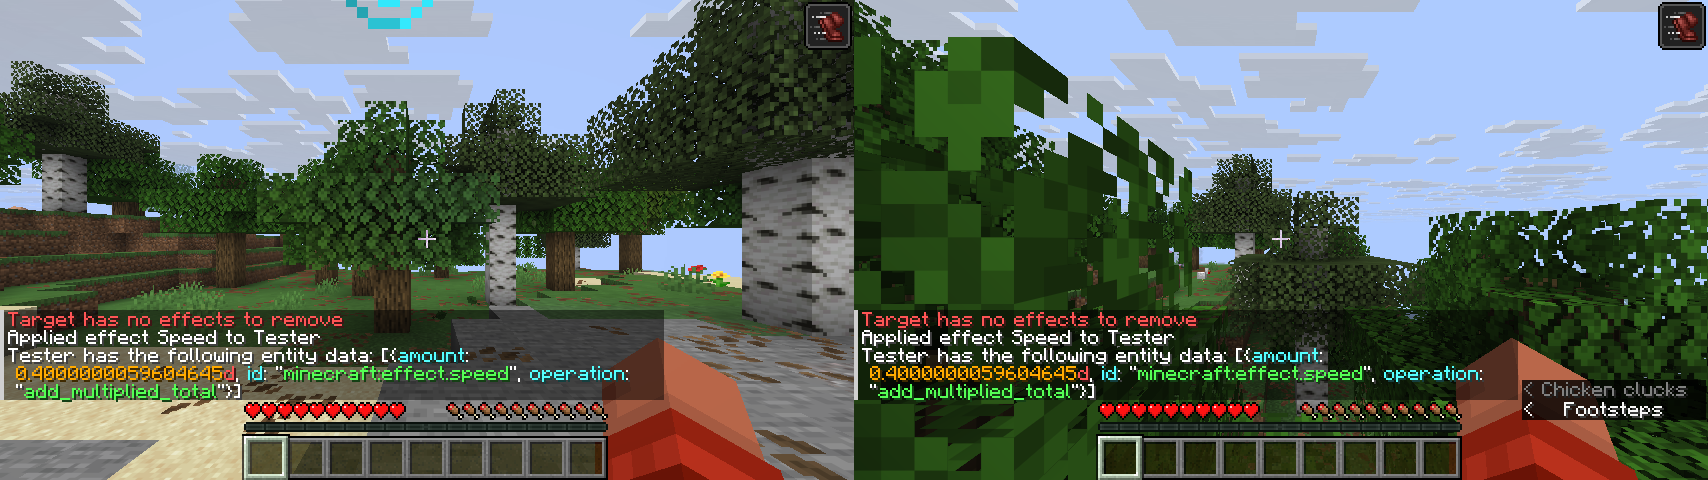 Target has no effects to remove
Applied effect Speed to Tester
Tester has the following entity data: [{amount:
0.4000000059604645d, id: "minecraft:effect.speed", operation:
"add_multiplied_total"}]
Target has no effects to remove
Applied effect Speed to Tester
Tester has the following entity data: [{amount:
0.4000000059604645d, id: "minecraft:effect.speed", operation:
"add_multiplied_total"}]
< Chicken clucks
< Footsteps